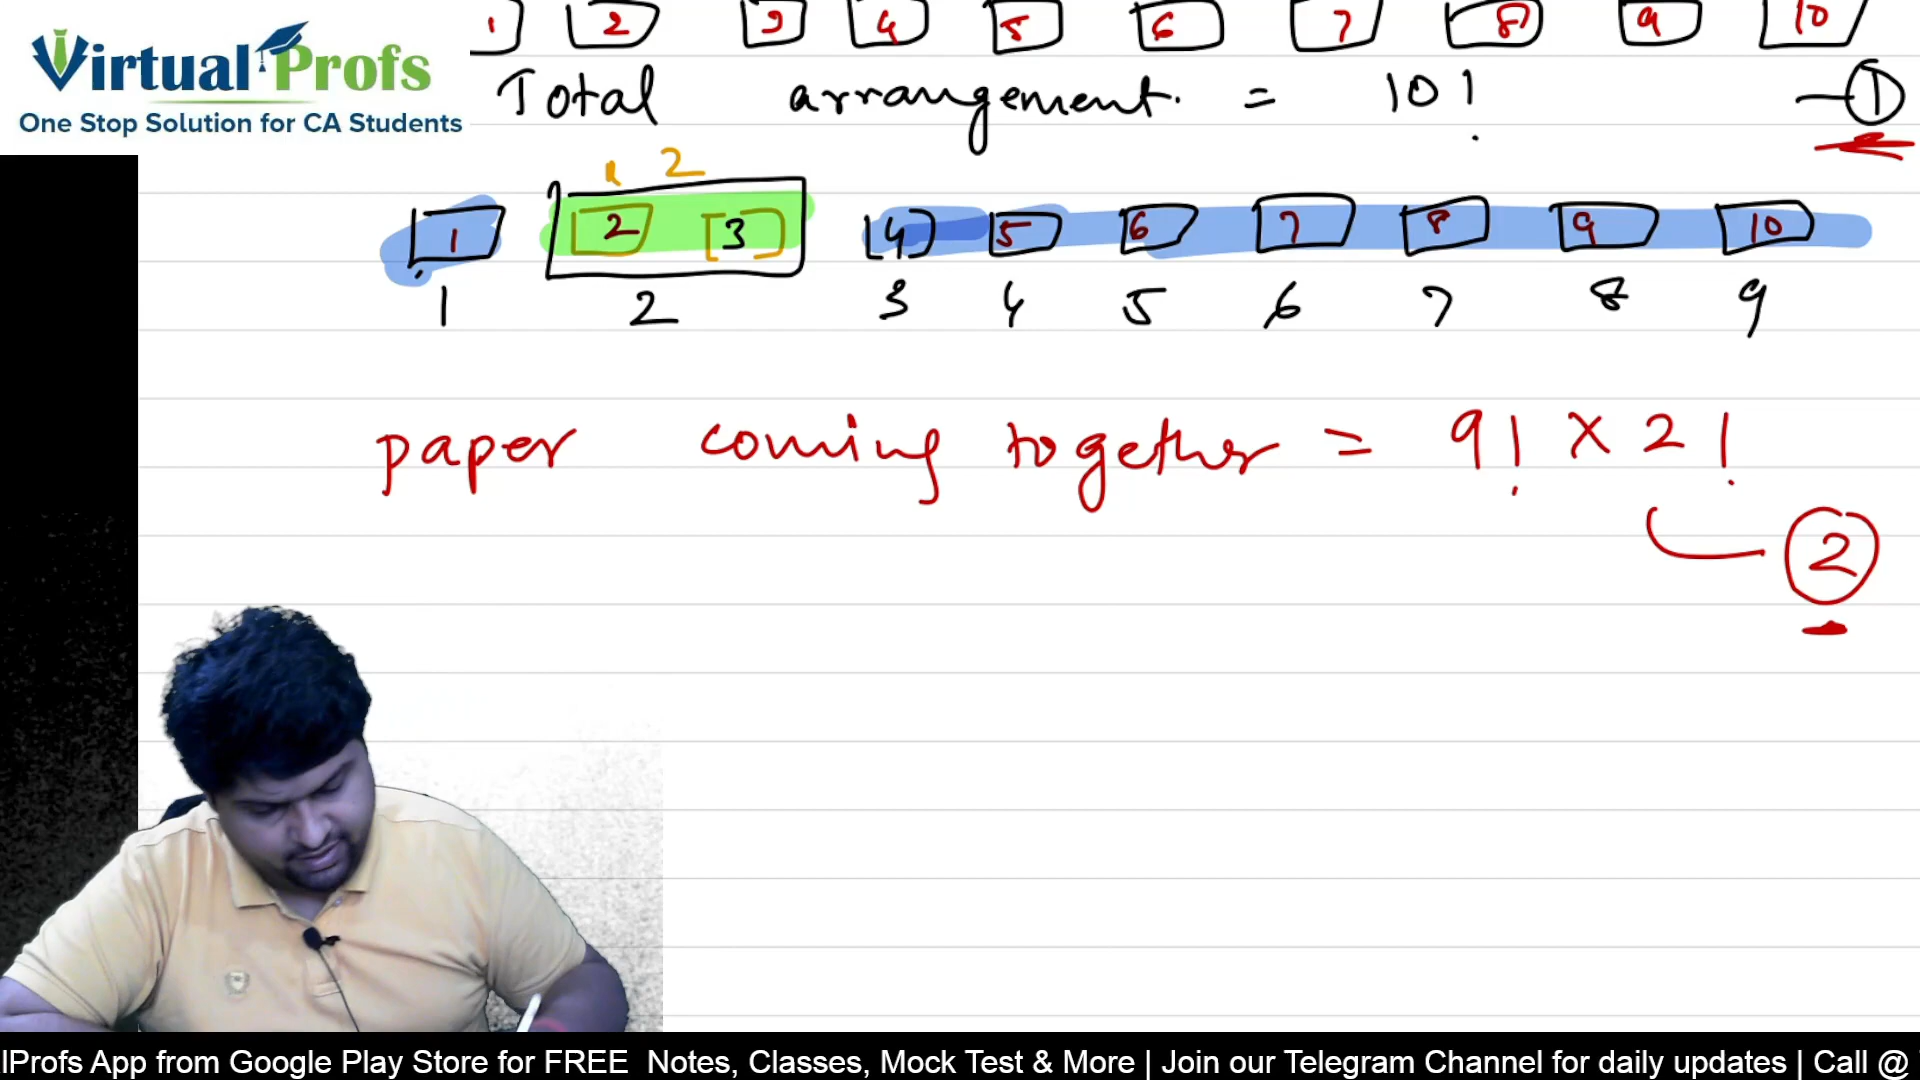 1 2 3 4 5 6 7 8 9 10
Virtual Profs
One Stop Solution for CA Students
Total arrangement. = 10! — 1
1 2
1 2 3 4 5 6 7 8 9 10
1 2 3 4 5 6 7 8 9
paper coming together = 9! × 2!
2
lProfs App from Google Play Store for FREE Notes, Classes, Mock Test & More | Join our Telegram Channel for daily updates | Call @